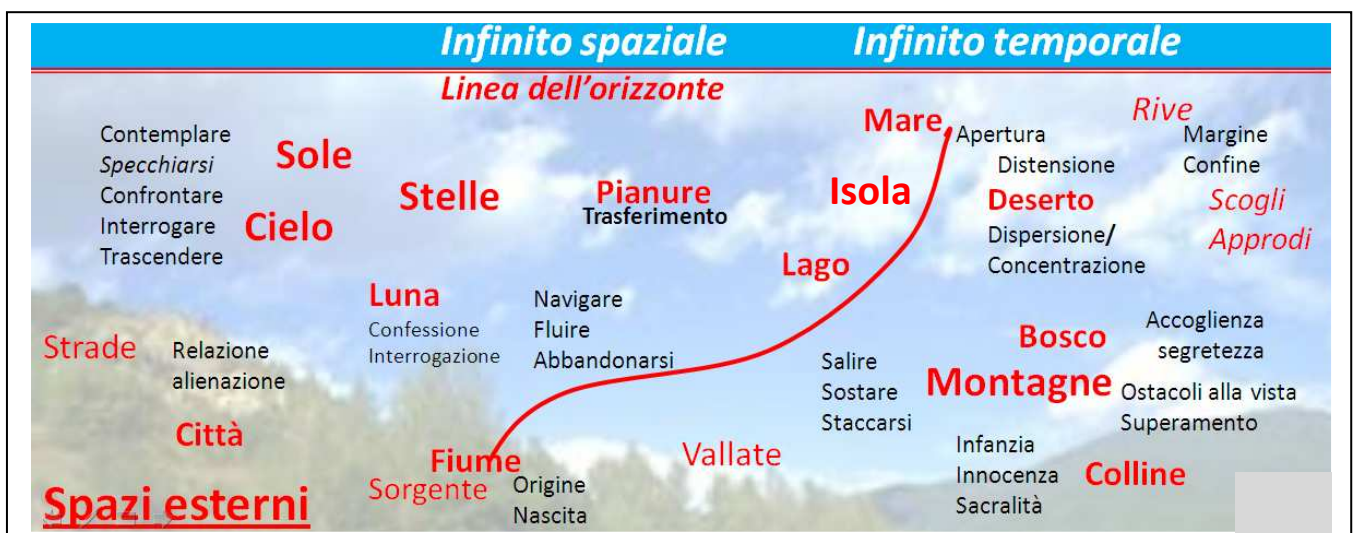 Infinito spaziale
Infinito temporale
Linea dell'orizzonte
Contemplare
Specchiarsi
Confrontare
Interrogare
Trascendere
Sole
Cielo
Stelle
Pianure
Trasferimento
Mare
Isola
Lago
Apertura
Distensione
Deserto
Dispersione/
Concentrazione
Rive
Margine
Confine
Scogli
Approdi
Luna
Confessione
Interrogazione
Navigare
Fluire
Abbandonarsi
Strade
Relazione
alienazione
Città
Salire
Sostare
Staccarsi
Bosco
Accoglienza
segretezza
Montagne
Ostacoli alla vista
Superamento
Fiume
Sorgente
Origine
Nascita
Vallate
Infanzia
Innocenza
Sacralità
Colline
Spazi esterni